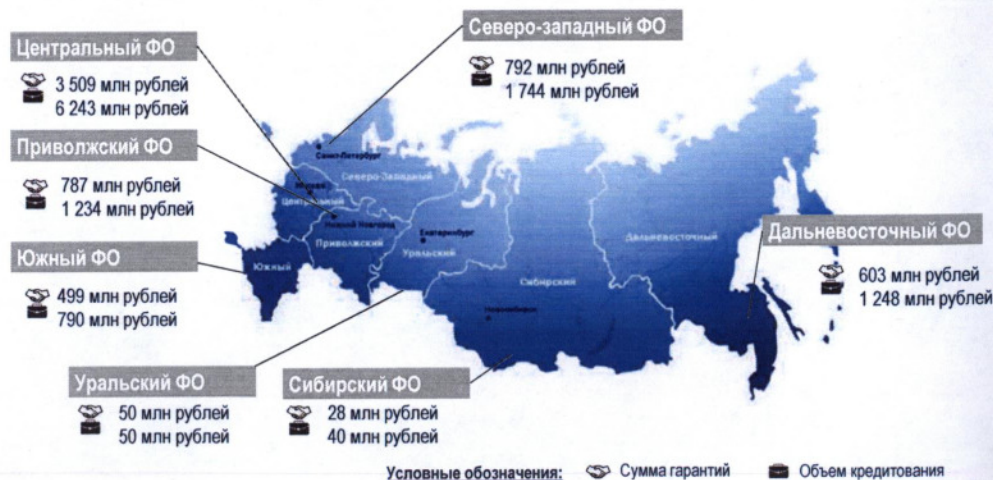 Центральный ФО
3 509 млн рублей
6 243 млн рублей
Северо-западный ФО
792 млн рублей
1 744 млн рублей
Приволжский ФО
787 млн рублей
1 234 млн рублей
Южный ФО
499 млн рублей
790 млн рублей
Дальневосточный ФО
603 млн рублей
1 248 млн рублей
Уральский ФО
50 млн рублей
50 млн рублей
Сибирский ФО
28 млн рублей
40 млн рублей
Санкт-Петербург
Северо-Западный
Москва
Центральный
Нижний Новгород
Приволжский
Екатеринбург
Уральский
Южный
Сибирский
Новосибирск
Дальневосточный
Условные обозначения: Сумма гарантий Объем кредитования